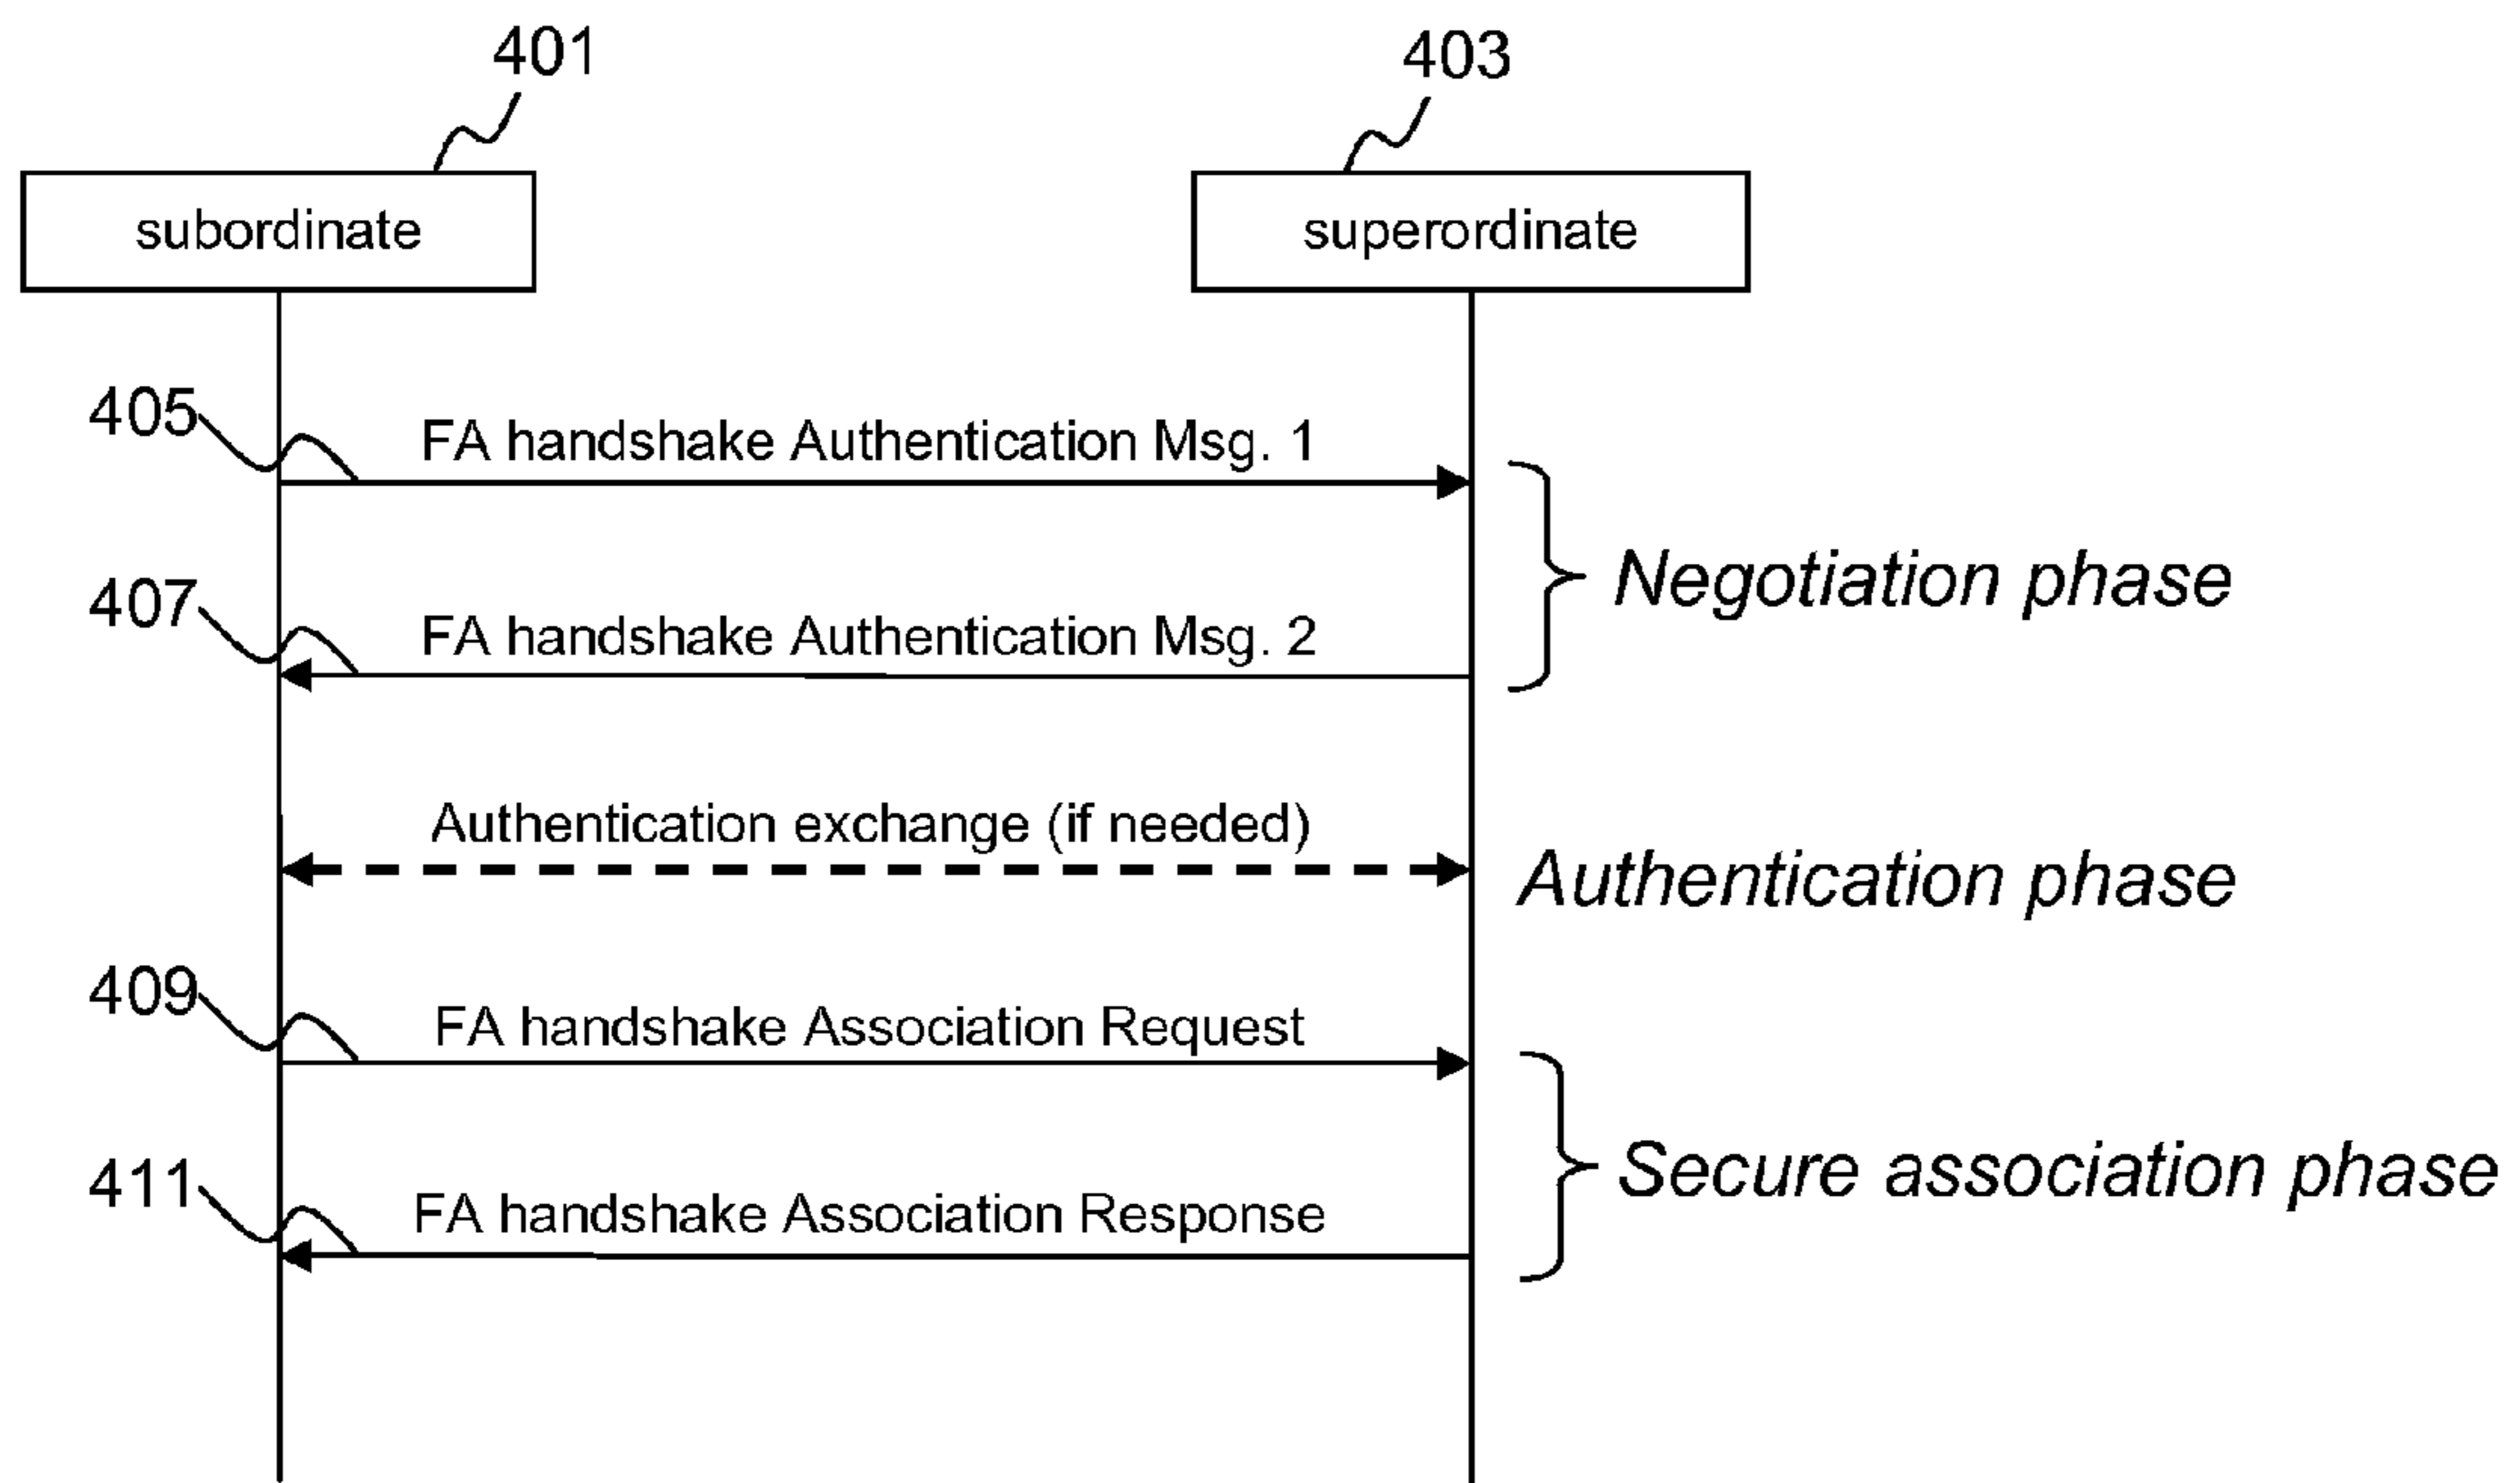 401
403
subordinate
superordinate
405
FA handshake Authentication Msg. 1
Negotiation phase
407
FA handshake Authentication Msg. 2
Authentication exchange (if needed)
Authentication phase
409
FA handshake Association Request
Secure association phase
411
FA handshake Association Response